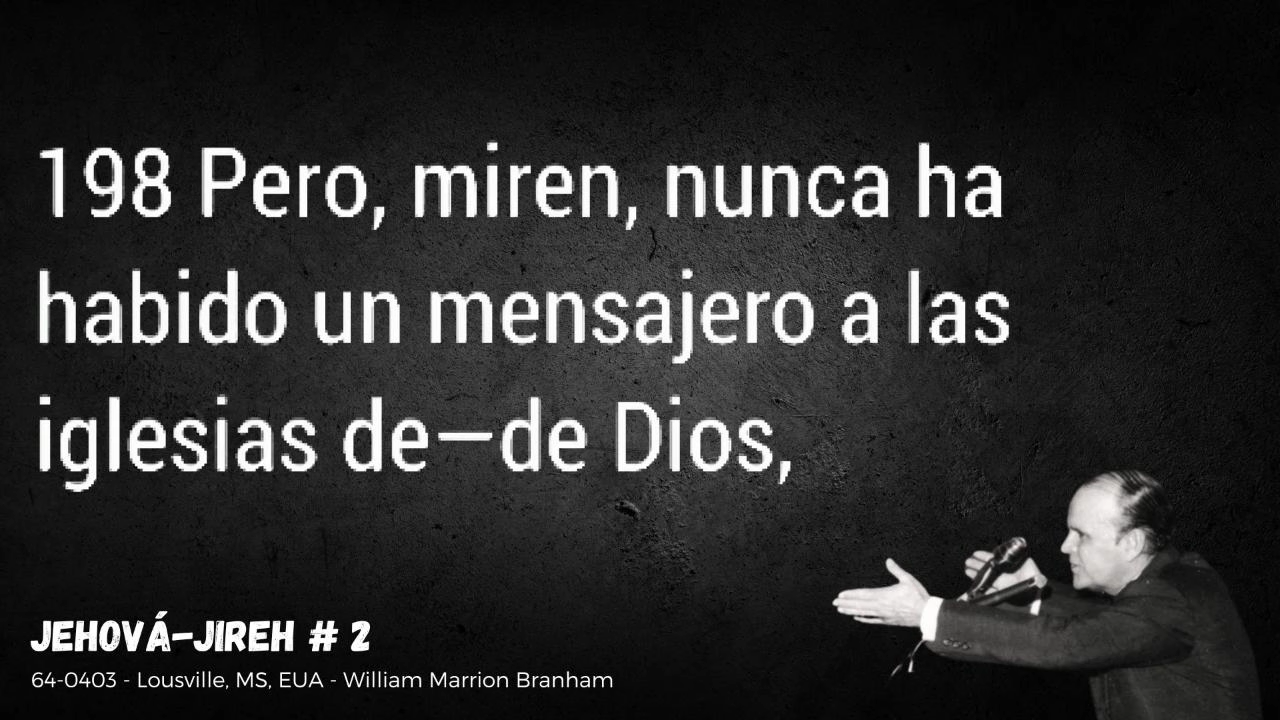 198 Pero, miren, nunca ha
habido un mensajero a las
iglesias de—de Dios,
JEHOVÁ-JIREH # 2
64-0403 - Lousville, MS, EUA - William Marrion Branham